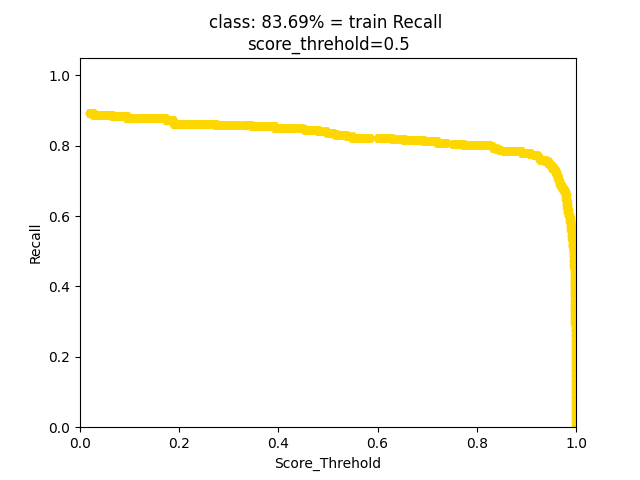 class: 83.69% = train Recall
score_threhold=0.5
Recall
1.0
0.8
0.6
0.4
0.2
0.0
0.0 0.2 0.4 0.6 0.8 1.0
Score_Threhold